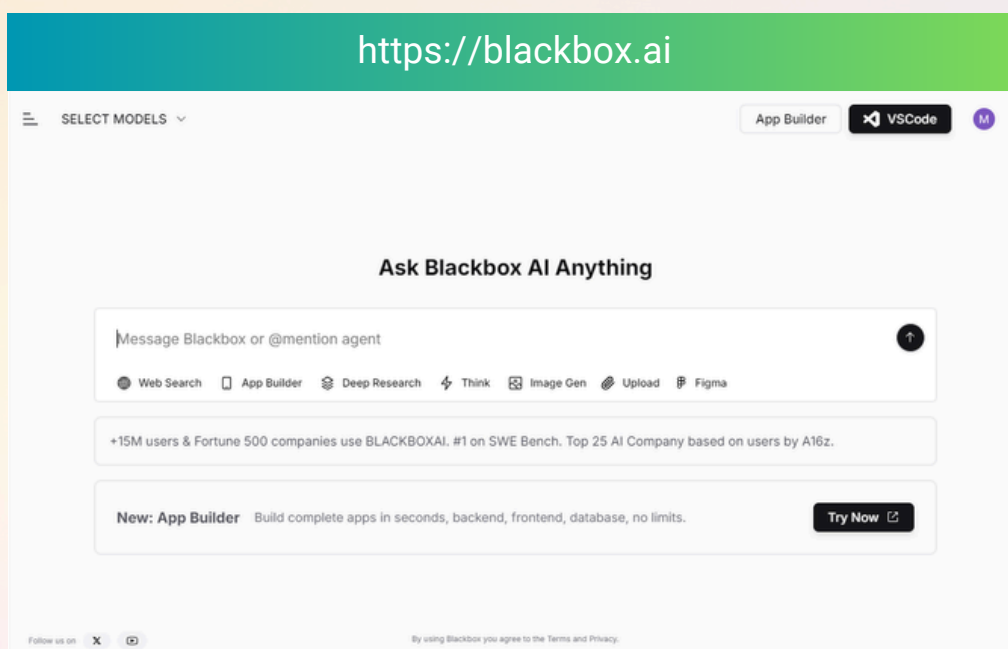 https://blackbox.ai
SELECT MODELS
App Builder
VSCode
M
Ask Blackbox AI Anything
Message Blackbox or @mention agent
Web Search App Builder Deep Research Think Image Gen Upload Figma
+15M users & Fortune 500 companies use BLACKBOXAI. #1 on SWE Bench. Top 25 AI Company based on users by A16z.
New: App Builder Build complete apps in seconds, backend, frontend, database, no limits.
Try Now
Follow us on X
By using Blackbox you agree to the Terms and Privacy.